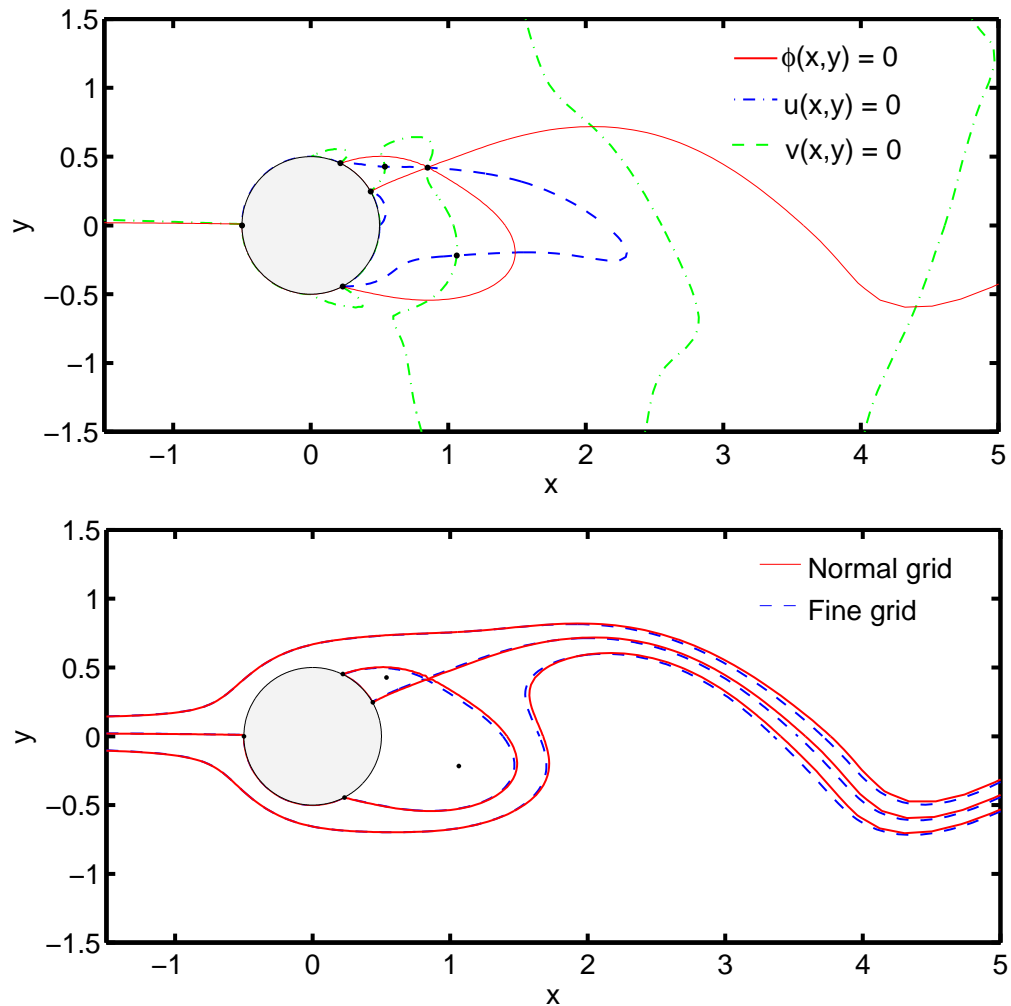 1.5
1
0.5
0
−0.5
−1
−1.5
y
ϕ(x,y) = 0
u(x,y) = 0
v(x,y) = 0
−1 0 1 2 3 4 5
x
1.5
1
0.5
0
−0.5
−1
−1.5
y
Normal grid
Fine grid
−1 0 1 2 3 4 5
x